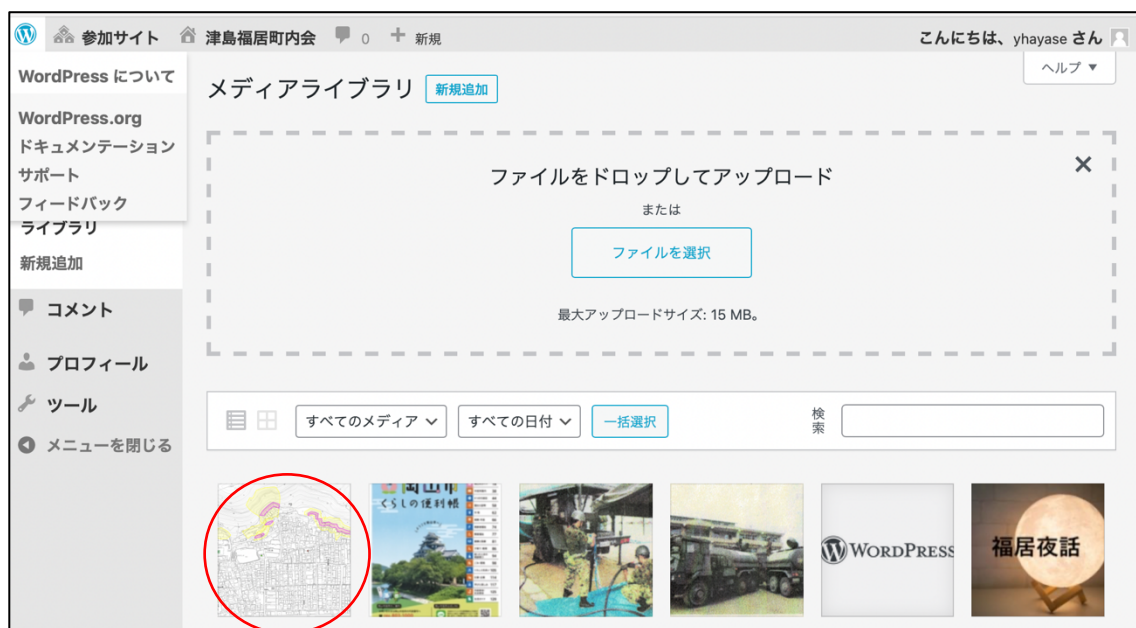 参加サイト 津島福居町内会 0 新規 こんにちは、yhayase さん
ヘルプ ▼
WordPress について
WordPress.org
ドキュメンテーション
サポート
フィードバック
ライブラリ
新規追加
コメント
プロフィール
ツール
メニューを閉じる
メディアライブラリ 新規追加
ファイルをドロップしてアップロード
または
ファイルを選択
最大アップロードサイズ: 15 MB。
すべてのメディア すべての日付 一括選択 検索
くらしの便利帳
WORDPRESS
福居夜話